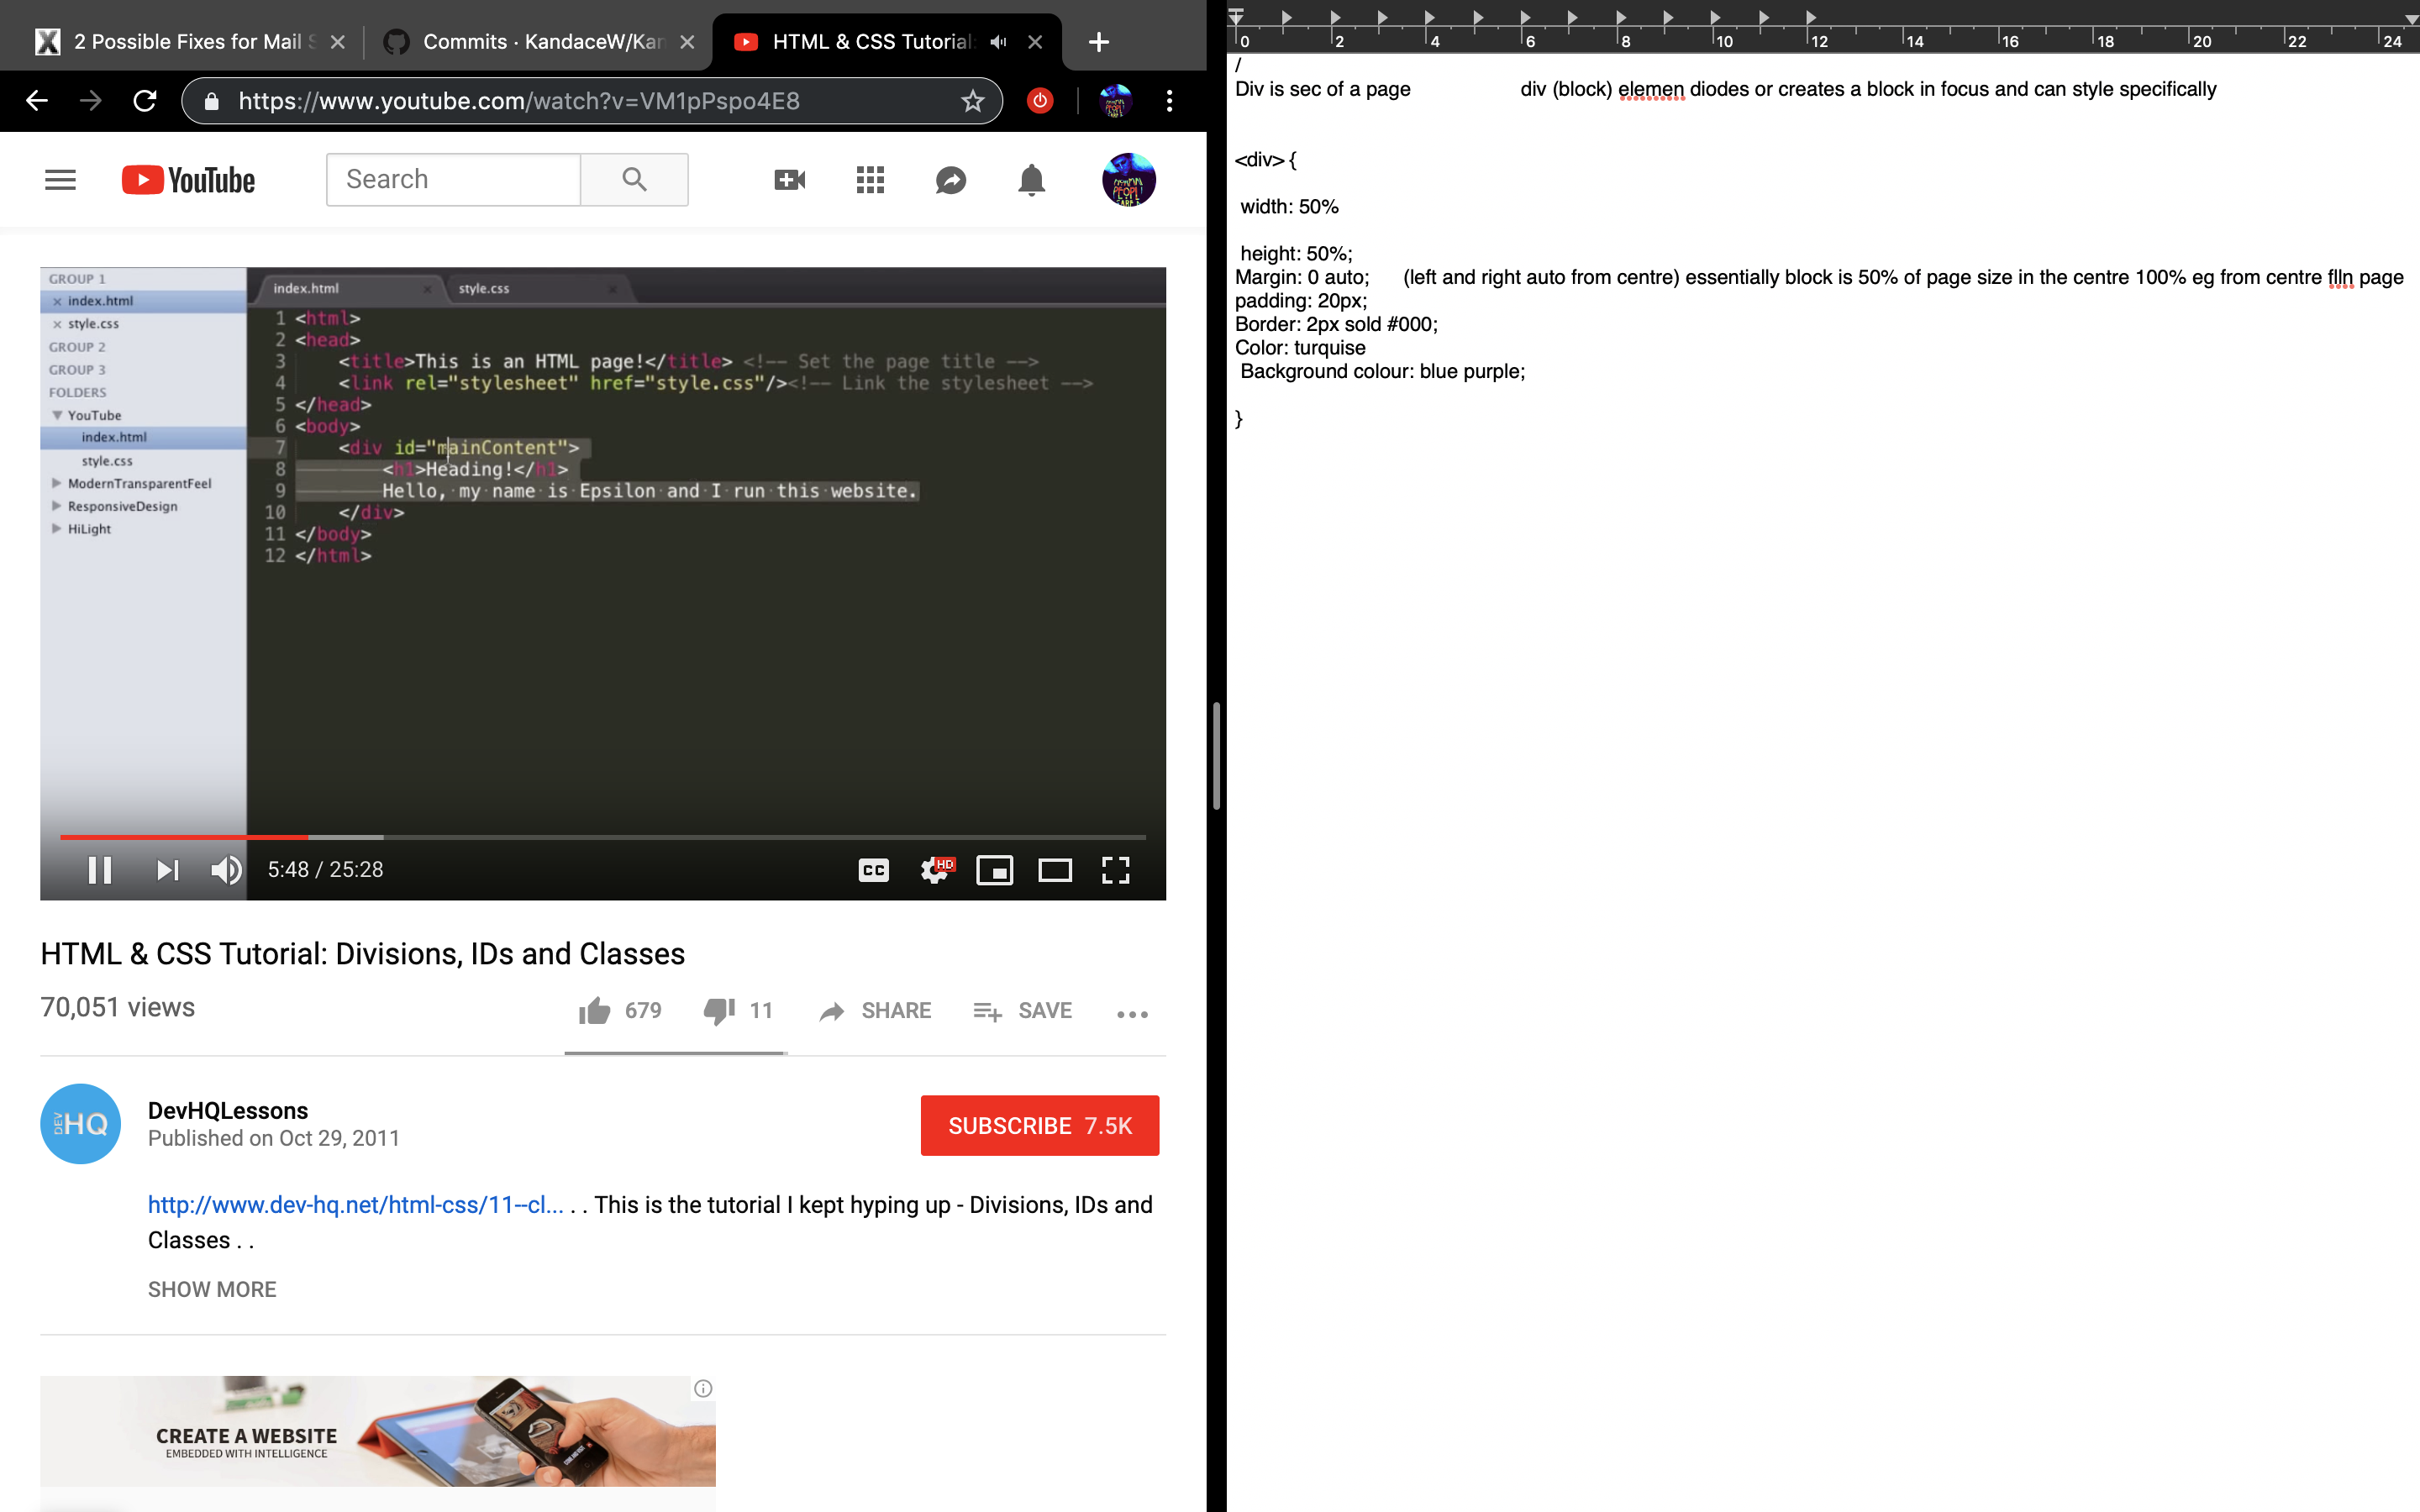 2 Possible Fixes for Mail S
Commits · KandaceW/Kan
HTML & CSS Tutorial:
https://www.youtube.com/watch?v=VM1pPspo4E8
YouTube
Search
GROUP 1
index.html
style.css
GROUP 2
GROUP 3
FOLDERS
YouTube
index.html
style.css
ModernTransparentFeel
ResponsiveDesign
HiLight
index.html style.css
1 <html>
2 <head>
3 <title>This is an HTML page!</title> <!-- Set the page title -->
4 <link rel="stylesheet" href="style.css"/><!-- Link the stylesheet -->
5 </head>
6 <body>
7 <div id="mainContent">
8 <h1>Heading!</h1>
9 Hello, my name is Epsilon and I run this website.
10 </div>
11 </body>
12 </html>
5:48 / 25:28
CC
HD
HTML & CSS Tutorial: Divisions, IDs and Classes
70,051 views
679 11 SHARE SAVE
DEV HQ
DevHQLessons
Published on Oct 29, 2011
SUBSCRIBE 7.5K
http://www.dev-hq.net/html-css/11--cl... . . This is the tutorial I kept hyping up - Divisions, IDs and
Classes . .
SHOW MORE
CREATE A WEBSITE
EMBEDDED WITH INTELLIGENCE
0 2 4 6 8 10 12 14 16 18 20 22 24
/
Div is sec of a page div (block) elemen diodes or creates a block in focus and can style specifically
<div> {
width: 50%
height: 50%;
Margin: 0 auto; (left and right auto from centre) essentially block is 50% of page size in the centre 100% eg from centre flln page
padding: 20px;
Border: 2px sold #000;
Color: turquise
Background colour: blue purple;
}